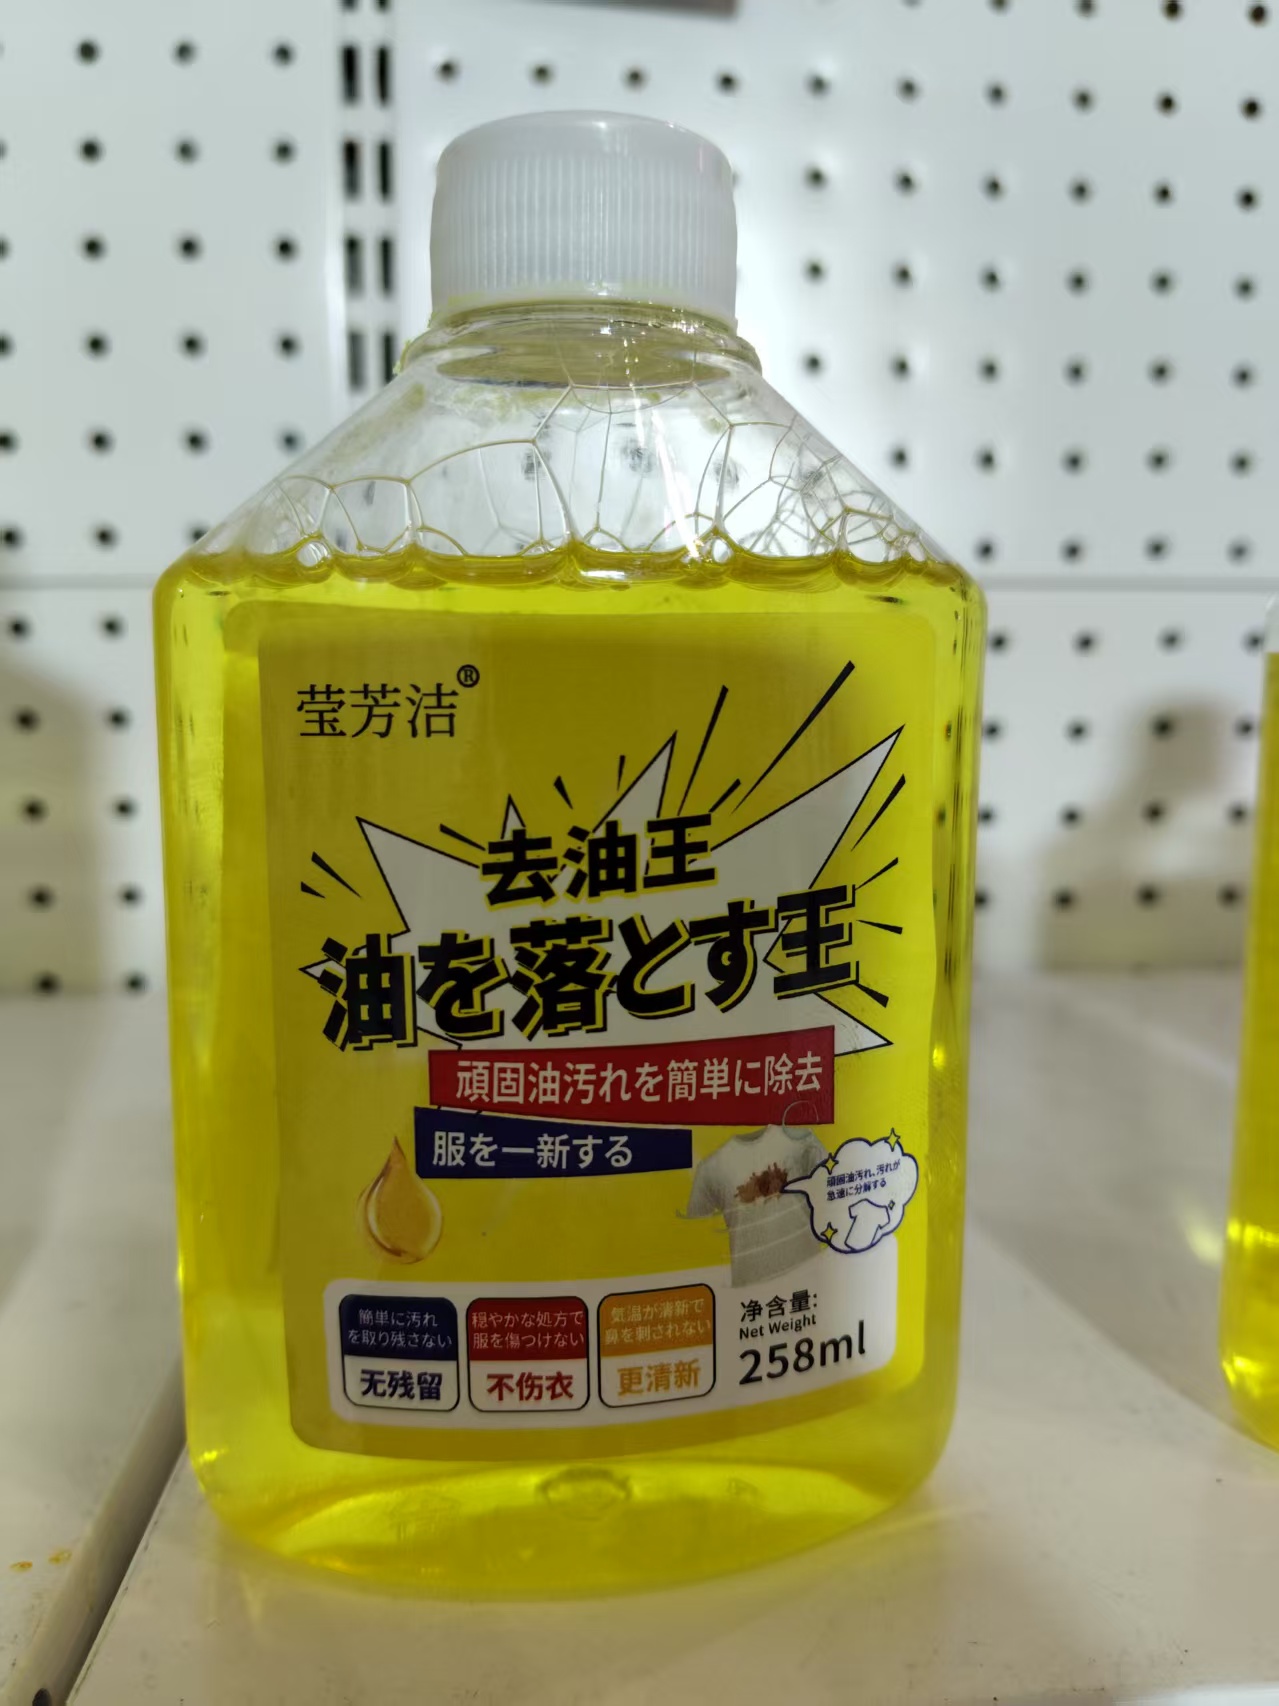 莹芳洁®
去油王
油を落とす王
頑固油汚れを簡単に除去
服を一新する
頑固油汚れ、汚れが
急速に分解する
簡単に汚れ
を取り残さない
无残留
穏やかな処方で
服を傷つけない
不伤衣
気温が清新で
鼻を刺されない
更清新
净含量:
Net Weight
258ml